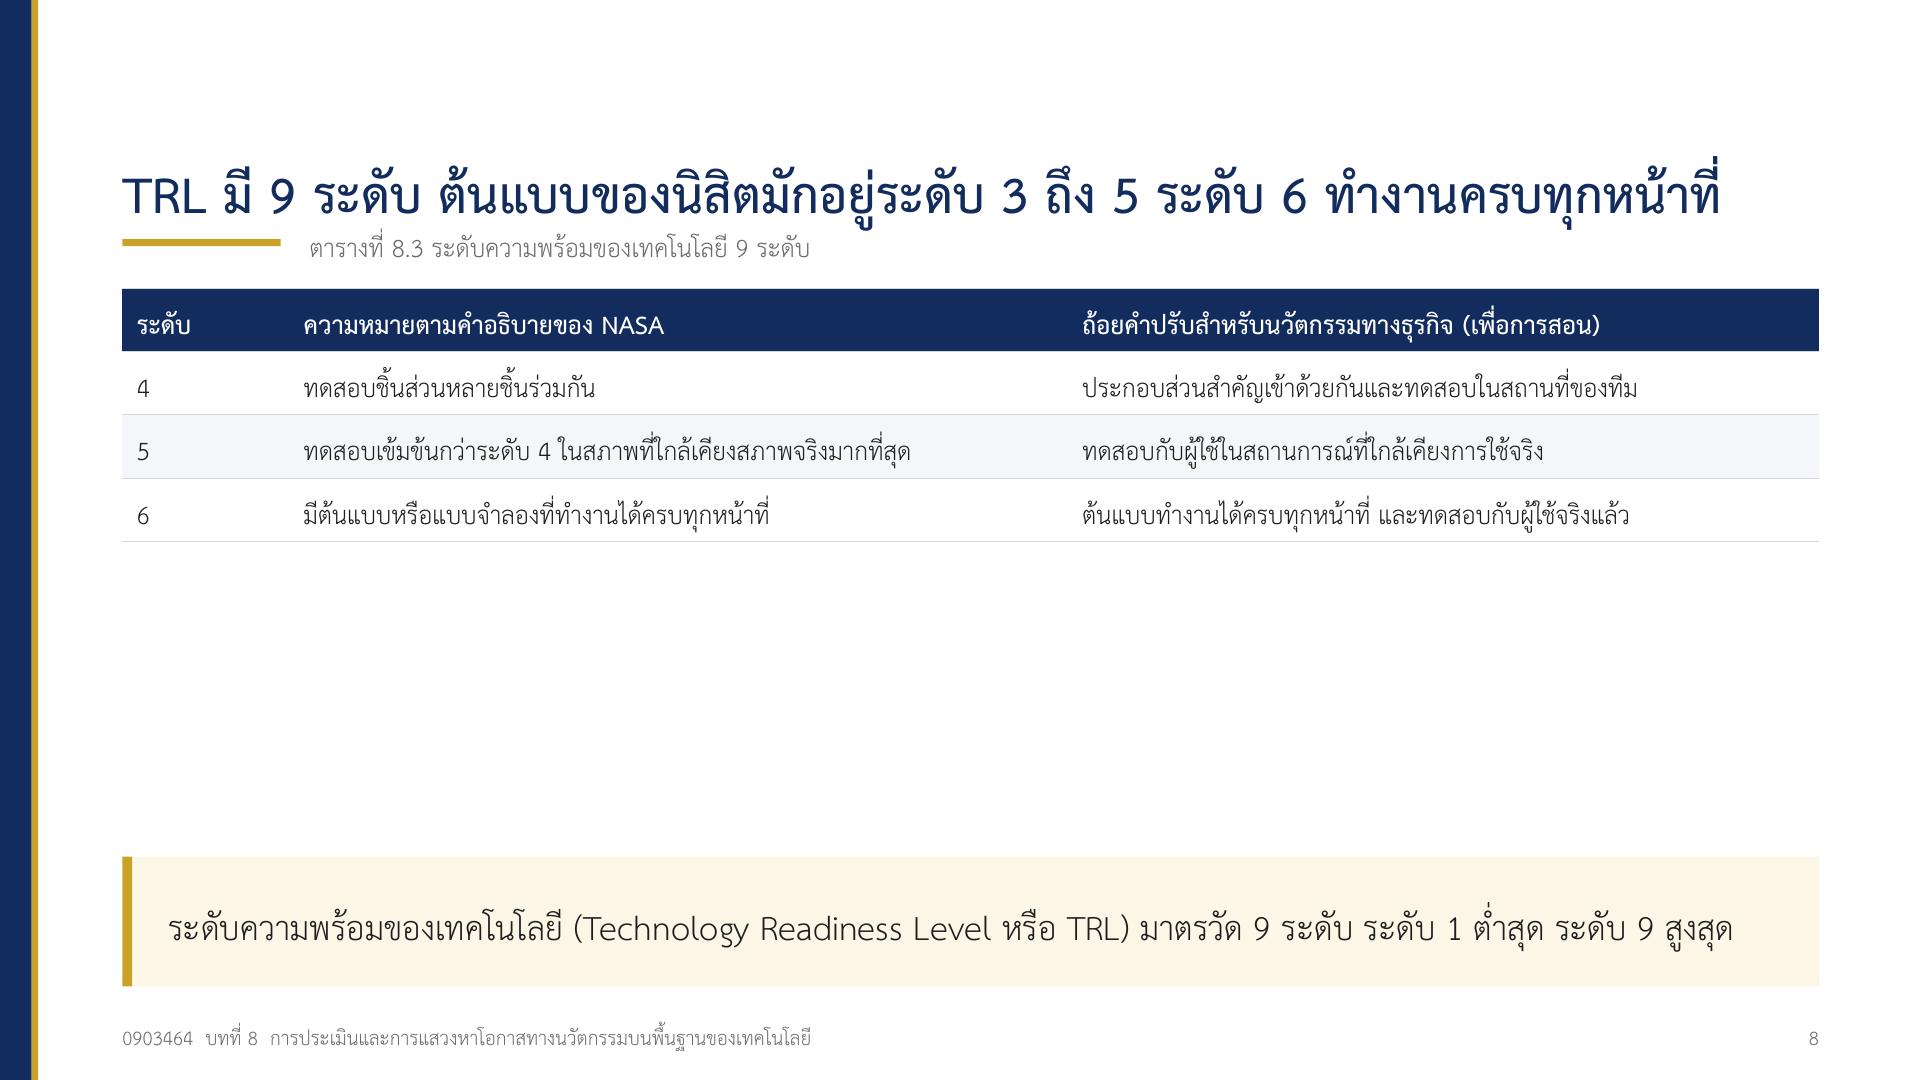 TRL มี 9 ระดับ ต้นแบบของนิสิตมักอยู่ระดับ 3 ถึง 5 ระดับ 6 ทำงานครบทุกหน้าที่
ตารางที่ 8.3 ระดับความพร้อมของเทคโนโลยี 9 ระดับ
ระดับ ความหมายตามคำอธิบายของ NASA ถ้อยคำปรับสำหรับนวัตกรรมทางธุรกิจ (เพื่อการสอน)
4 ทดสอบชิ้นส่วนหลายชิ้นร่วมกัน ประกอบส่วนสำคัญเข้าด้วยกันและทดสอบในสถานที่ของทีม
5 ทดสอบเข้มข้นกว่าระดับ 4 ในสภาพที่ใกล้เคียงสภาพจริงมากที่สุด ทดสอบกับผู้ใช้ในสถานการณ์ที่ใกล้เคียงการใช้จริง
6 มีต้นแบบหรือแบบจำลองที่ทำงานได้ครบทุกหน้าที่ ต้นแบบทำงานได้ครบทุกหน้าที่ และทดสอบกับผู้ใช้จริงแล้ว
ระดับความพร้อมของเทคโนโลยี (Technology Readiness Level หรือ TRL) มาตรวัด 9 ระดับ ระดับ 1 ต่ำสุด ระดับ 9 สูงสุด
0903464 บทที่ 8 การประเมินและการแสวงหาโอกาสทางนวัตกรรมบนพื้นฐานของเทคโนโลยี 8